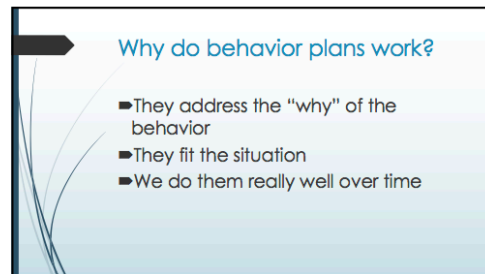 Why do behavior plans work?
They address the “why” of the
behavior
They fit the situation
We do them really well over time